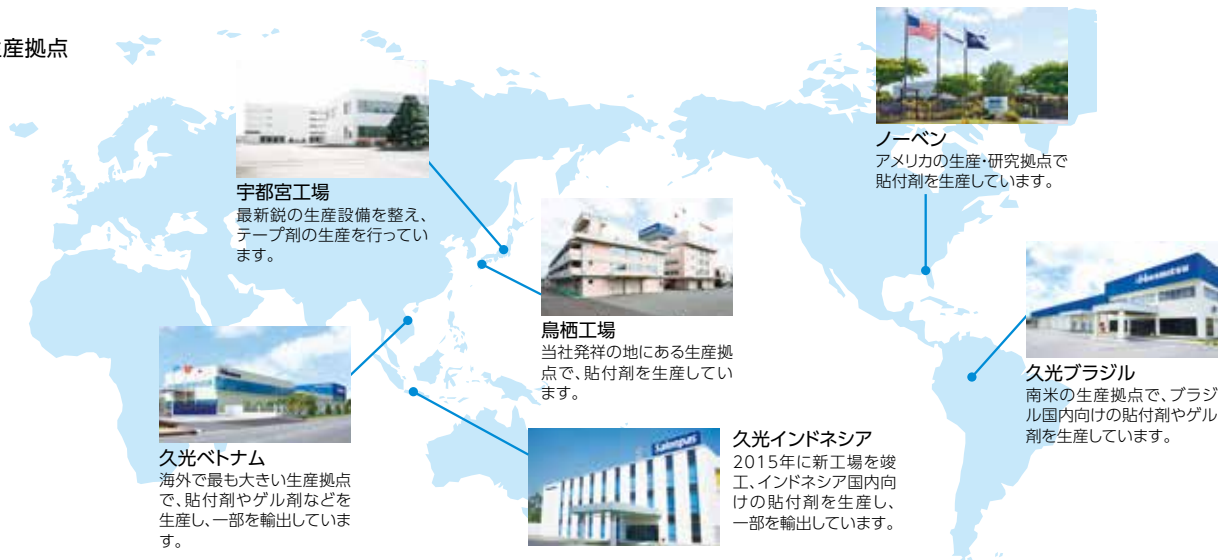 産拠点
宇都宮工場
最新鋭の生産設備を整え、
テープ剤の生産を行ってい
ます。
鳥栖工場
当社発祥の地にある生産拠
点で、貼付剤を生産してい
ます。
ノーベン
アメリカの生産・研究拠点で
貼付剤を生産しています。
Hisamitsu
久光ブラジル
南米の生産拠点で、ブラジ
ル国内向けの貼付剤やゲル
剤を生産しています。
久光ベトナム
海外で最も大きい生産拠点
で、貼付剤やゲル剤などを
生産し、一部を輸出していま
す。
Salonpas
久光インドネシア
2015年に新工場を竣
工、インドネシア国内向
けの貼付剤を生産し、
一部を輸出しています。